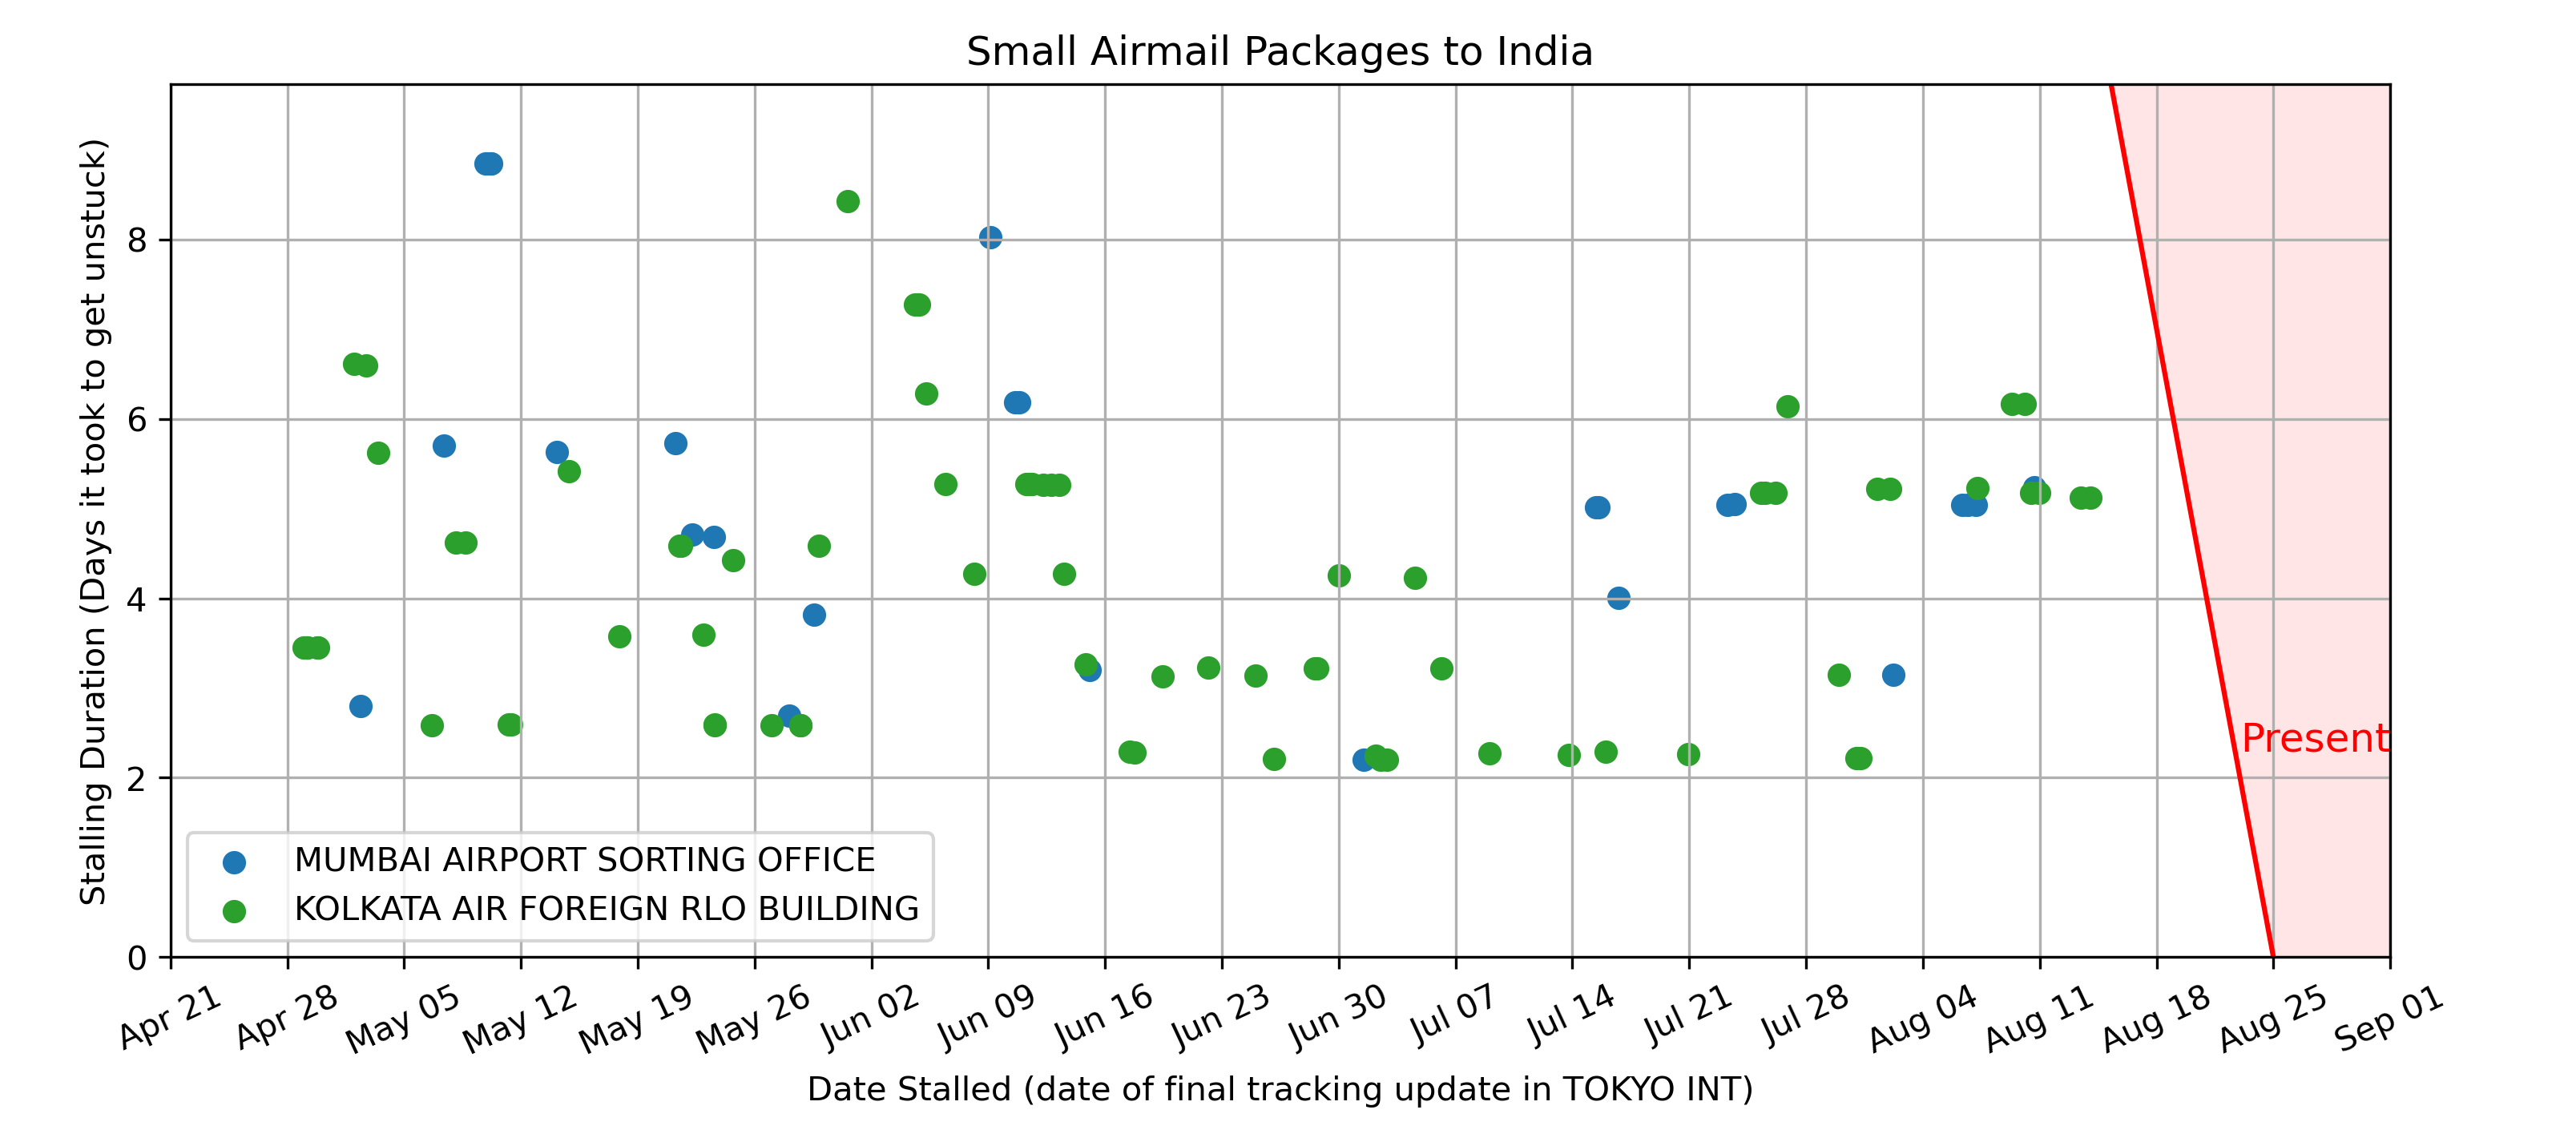 Small Airmail Packages to India
Stalling Duration (Days it took to get unstuck)
8
6
4
2
0
Present
MUMBAI AIRPORT SORTING OFFICE
KOLKATA AIR FOREIGN RLO BUILDING
Apr 21
Apr 28
May 05
May 12
May 19
May 26
Jun 02
Jun 09
Jun 16
Jun 23
Jun 30
Jul 07
Jul 14
Jul 21
Jul 28
Aug 04
Aug 11
Aug 18
Aug 25
Sep 01
Date Stalled (date of final tracking update in TOKYO INT)